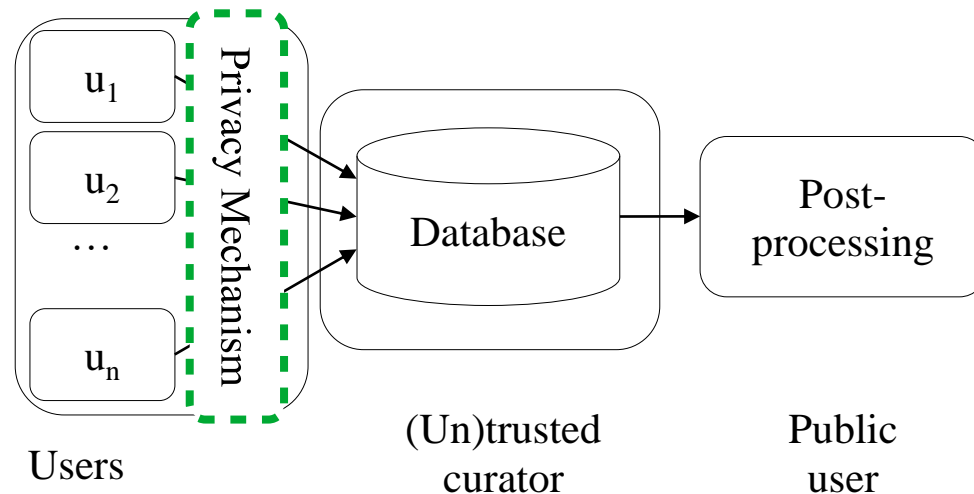 u1
u2
…
un
Privacy Mechanism
Database
Post-
processing
Users
(Un)trusted
curator
Public
user